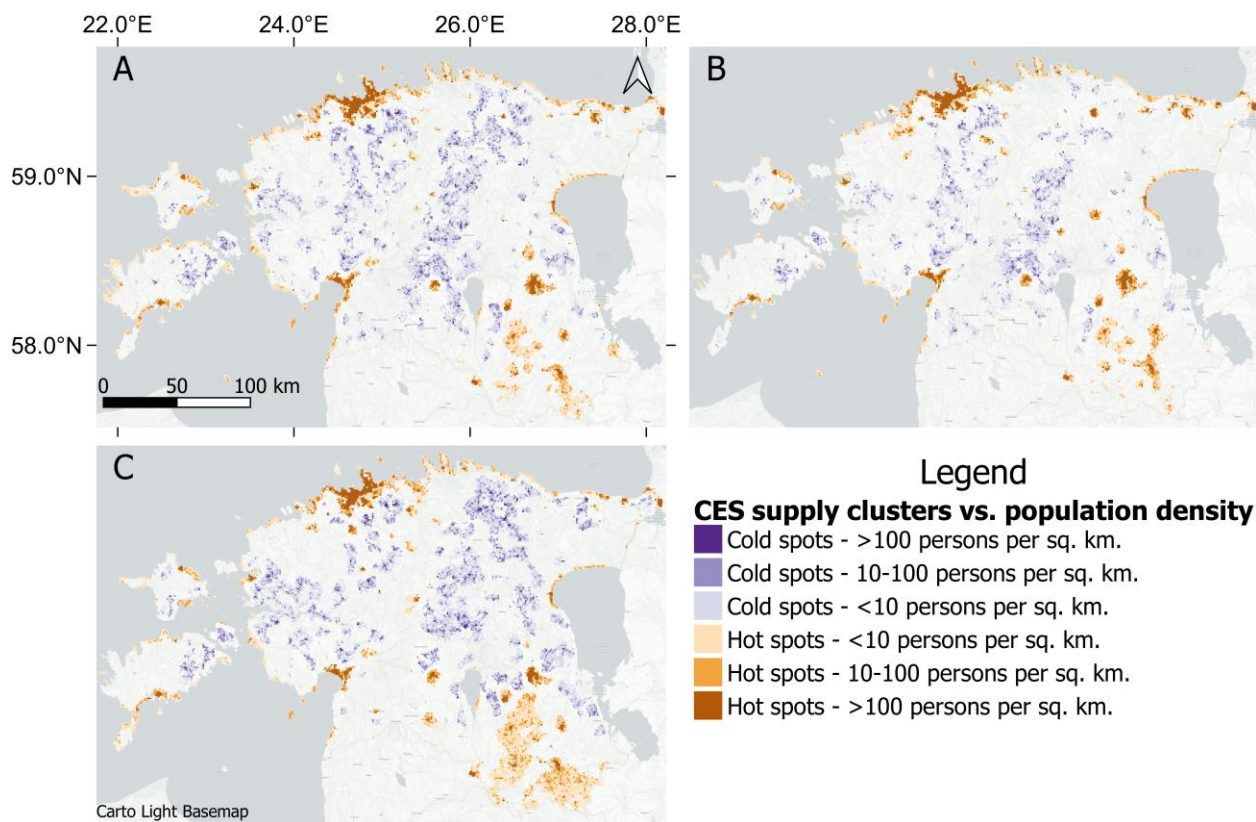 22.0°E 24.0°E 26.0°E 28.0°E
A
N
B
59.0°N
58.0°N
0 50 100 km
C
Legend
CES supply clusters vs. population density
Cold spots - >100 persons per sq. km.
Cold spots - 10-100 persons per sq. km.
Cold spots - <10 persons per sq. km.
Hot spots - <10 persons per sq. km.
Hot spots - 10-100 persons per sq. km.
Hot spots - >100 persons per sq. km.
Carto Light Basemap